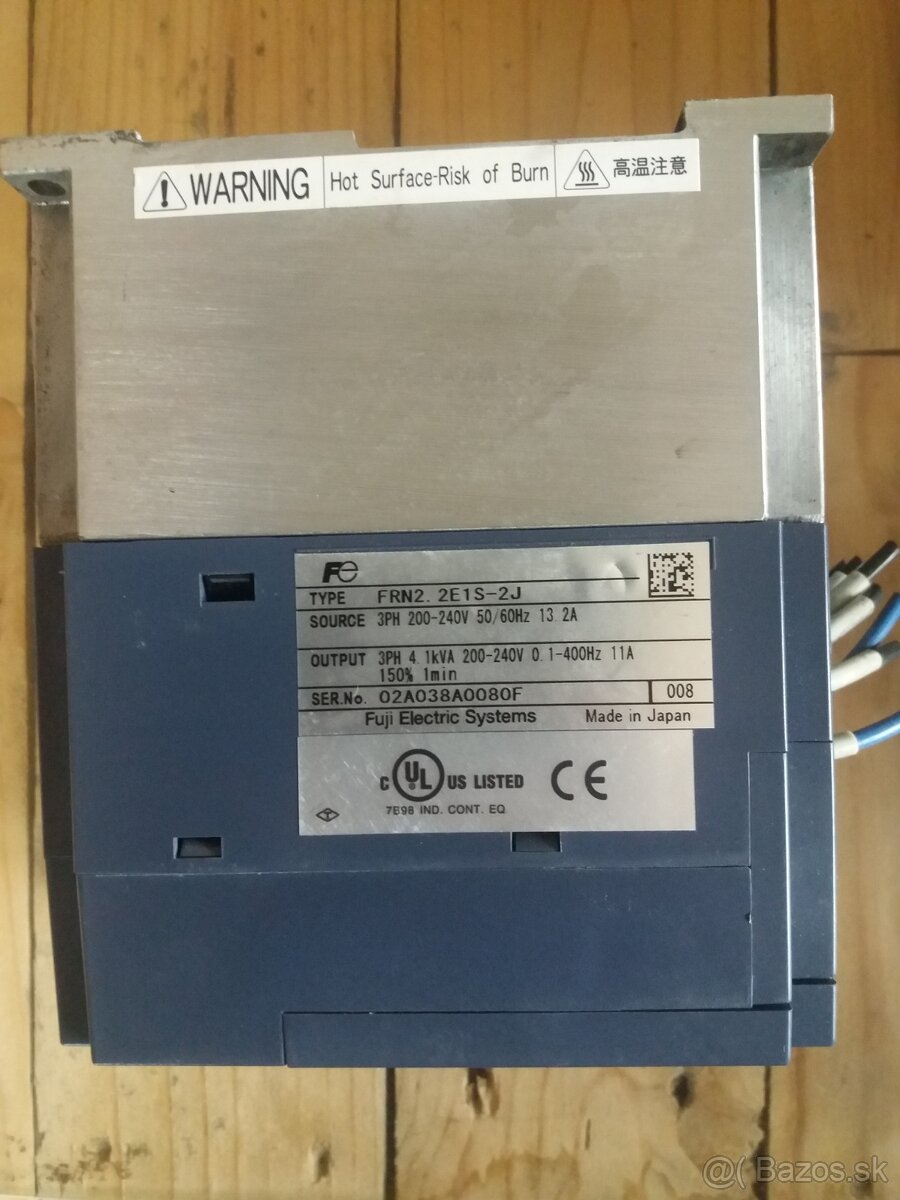 WARNING Hot Surface-Risk of Burn 高温注意
Fe
TYPE FRN2.2E1S-2J
SOURCE 3PH 200-240V 50/60Hz 13.2A
OUTPUT 3PH 4.1kVA 200-240V 0.1-400Hz 11A
150% 1min
SER.No. 02A038A0080F 008
Fuji Electric Systems Made in Japan
C UL US LISTED CE
7B98 IND. CONT. EQ
T
@( Bazos.sk